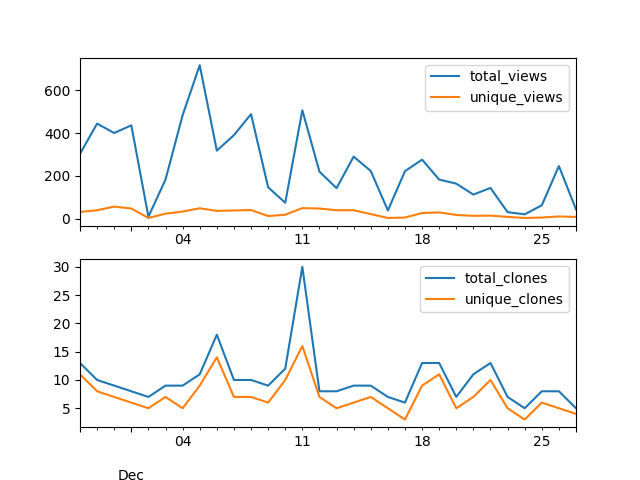 total_views
unique_views
600
400
200
0
04 11 18 25
total_clones
unique_clones
30
25
20
15
10
5
04 11 18 25
Dec